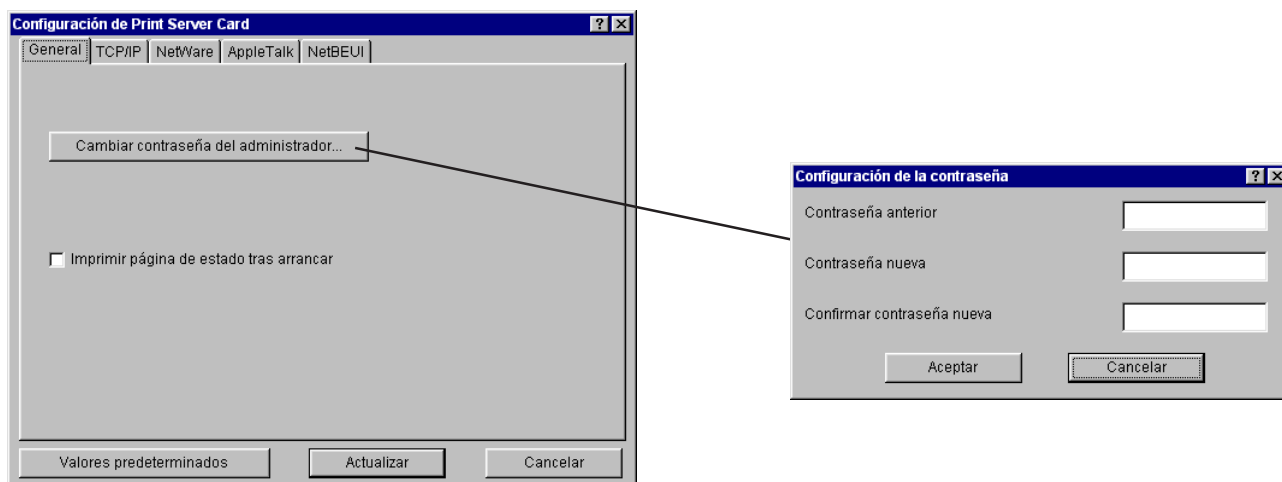 Configuración de Print Server Card
General TCP/IP NetWare AppleTalk NetBEUI
Cambiar contraseña del administrador...
Imprimir página de estado tras arrancar
Valores predeterminados Actualizar Cancelar
Configuración de la contraseña
Contraseña anterior
Contraseña nueva
Confirmar contraseña nueva
Aceptar Cancelar